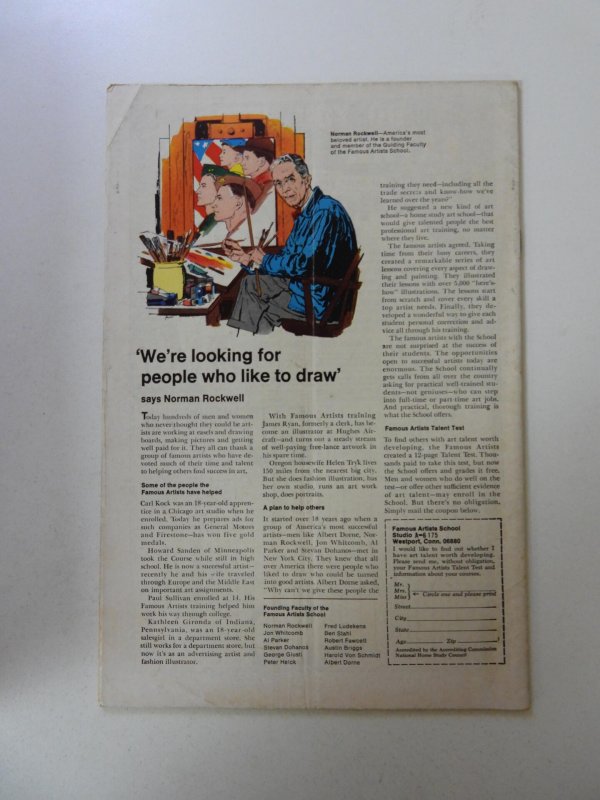 Norman Rockwell—America's most
beloved artist. He is a founder
and member of the Guiding Faculty
of the Famous Artists School.
'We're looking for
people who like to draw'
says Norman Rockwell
Today hundreds of men and women
who never thought they could be art-
ists are working at easels and drawing
boards, making pictures and getting
well paid for it. They all can thank a
group of famous artists who have de-
voted much of their time and talent
to helping others find success in art.
Some of the people the
Famous Artists have helped
Carl Kock was an 18-year-old appren-
tice in a Chicago art studio when he
enrolled. Today he prepares ads for
such companies as General Motors
and Firestone—has won five gold
medals.
Howard Sanden of Minneapolis
took the Course while still in high
school. He is now a successful artist—
recently he and his wife traveled
through Europe and the Middle East
on important art assignments.
Paul Sullivan enrolled at 14. His
Famous Artists training helped him
work his way through college.
Kathleen Gironda of Indiana,
Pennsylvania, was an 18-year-old
salesgirl in a department store. She
still works for a department store, but
now it's as an advertising artist and
fashion illustrator.
With Famous Artists training
James Ryan, formerly a clerk, has be-
come an illustrator at Hughes Air-
craft—and turns out a steady stream
of well-paying free-lance artwork in
his spare time.
Oregon housewife Helen Tryk lives
150 miles from the nearest big city.
But she does fashion illustration, has
her own studio, runs an art work
shop, does portraits.
A plan to help others
It started over 18 years ago when a
group of America's most successful
artists—men like Albert Dorne, Nor-
man Rockwell, Jon Whitcomb, Al
Parker and Stevan Dohanos—met in
New York City. They knew that all
over America there were people who
liked to draw who could be turned
into good artists. Albert Dorne asked,
"Why can't we give these people the
Founding Faculty of the
Famous Artists School
Norman Rockwell
Jon Whitcomb
Al Parker
Stevan Dohanos
George Giusti
Peter Helck
Fred Ludekens
Ben Stahl
Robert Fawcett
Austin Briggs
Harold Von Schmidt
Albert Dorne
training they need—including all the
trade secrets and know-how we've
learned over the years?"
He suggested a new kind of art
school—a home study art school—that
would give talented people the best
professional art training, no matter
where they live.
The famous artists agreed. Taking
time from their busy careers, they
created a remarkable series of art
lessons covering every aspect of draw-
ing and painting. They illustrated
their lessons with over 5,000 "here's-
how" illustrations. The lessons start
from scratch and cover every skill a
top artist needs. Finally, they de-
veloped a wonderful way to give each
student personal correction and ad-
vice all through his training.
The famous artists with the School
are not surprised at the success of
their students. The opportunities
open to successful artists today are
enormous. The School continually
gets calls from all over the country
asking for practical well-trained stu-
dents—not geniuses—who can step
into full-time or part-time art jobs.
And practical, thorough training is
what the School offers.
Famous Artists Talent Test
To find others with art talent worth
developing, the Famous Artists
created a 12-page Talent Test. Thou-
sands paid to take this test, but now
the School offers and grades it free.
Men and women who do well on the
test—or offer other sufficient evidence
of art talent—may enroll in the
School. But there's no obligation.
Simply mail the coupon below.
Famous Artists School
Studio 175
Westport, Conn. 06880
I would like to find out whether I
have art talent worth developing.
Please send me, without obligation,
your Famous Artists Talent Test and
information about your courses.
Mr.
Mrs.
Miss
Circle one and please print
Street
City
State
Age Zip
Accredited by the Accrediting Commission
National Home Study Council